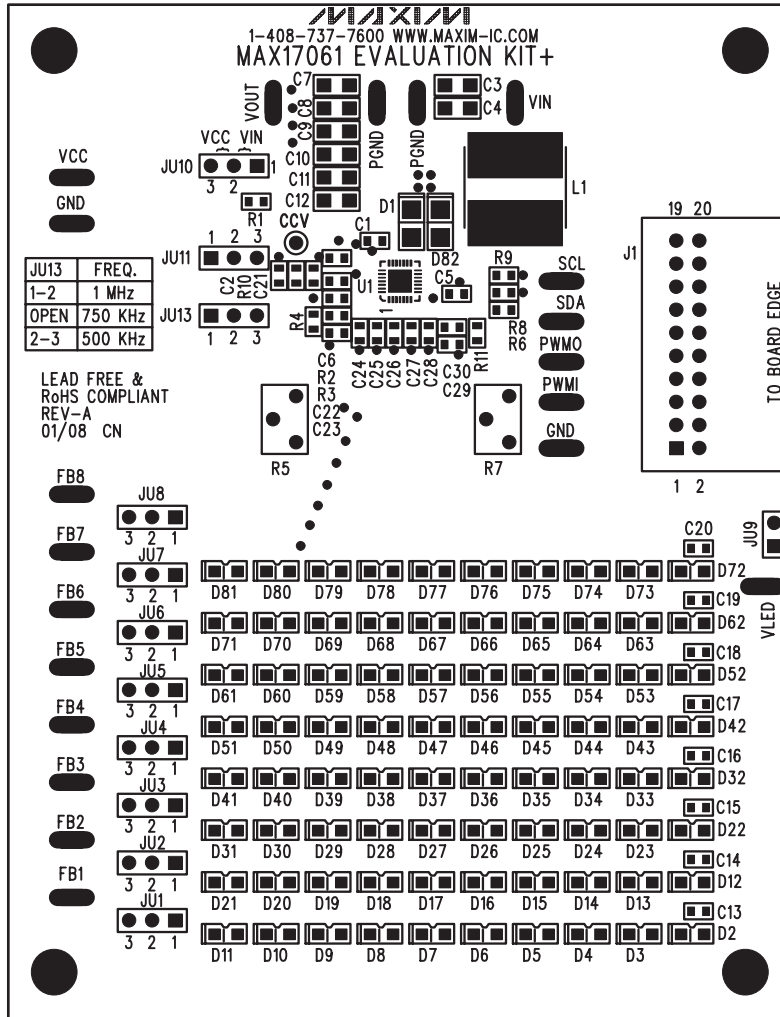 MAXIM
1-408-737-7600 WWW.MAXIM-IC.COM
MAX17061 EVALUATION KIT+
VOUT
C7
C8
C9
C10
C11
C12
PGND
PGND
C3
C4
VIN
VCC
GND
VCC VIN
JU10
1
3 2
R1
CCV
C1
D1
D82
L1
JU13 FREQ.
1-2 1 MHz
OPEN 750 KHz
2-3 500 KHz
JU11
1 2 3
C2
R10
C21
JU13
1 2 3
R4
U1
1
C5
R9
R8
R6
SCL
SDA
PWMO
PWMI
GND
J1
19 20
TO BOARD EDGE
1 2
LEAD FREE &
RoHS COMPLIANT
REV-A
01/08 CN
C6
R2
R3
C22
C23
C24
C25
C26
C27
C28
C30
C29
R11
R5
R7
FB8
JU8
3 2 1
FB7
JU7
3 2 1
FB6
JU6
3 2 1
FB5
JU5
3 2 1
FB4
JU4
3 2 1
FB3
JU3
3 2 1
FB2
JU2
3 2 1
FB1
JU1
3 2 1
C20
JU9
VLED
D81 D80 D79 D78 D77 D76 D75 D74 D73 D72
C19
D71 D70 D69 D68 D67 D66 D65 D64 D63 D62
C18
D61 D60 D59 D58 D57 D56 D55 D54 D53 D52
C17
D51 D50 D49 D48 D47 D46 D45 D44 D43 D42
C16
D41 D40 D39 D38 D37 D36 D35 D34 D33 D32
C15
D31 D30 D29 D28 D27 D26 D25 D24 D23 D22
C14
D21 D20 D19 D18 D17 D16 D15 D14 D13 D12
C13
D11 D10 D9 D8 D7 D6 D5 D4 D3 D2